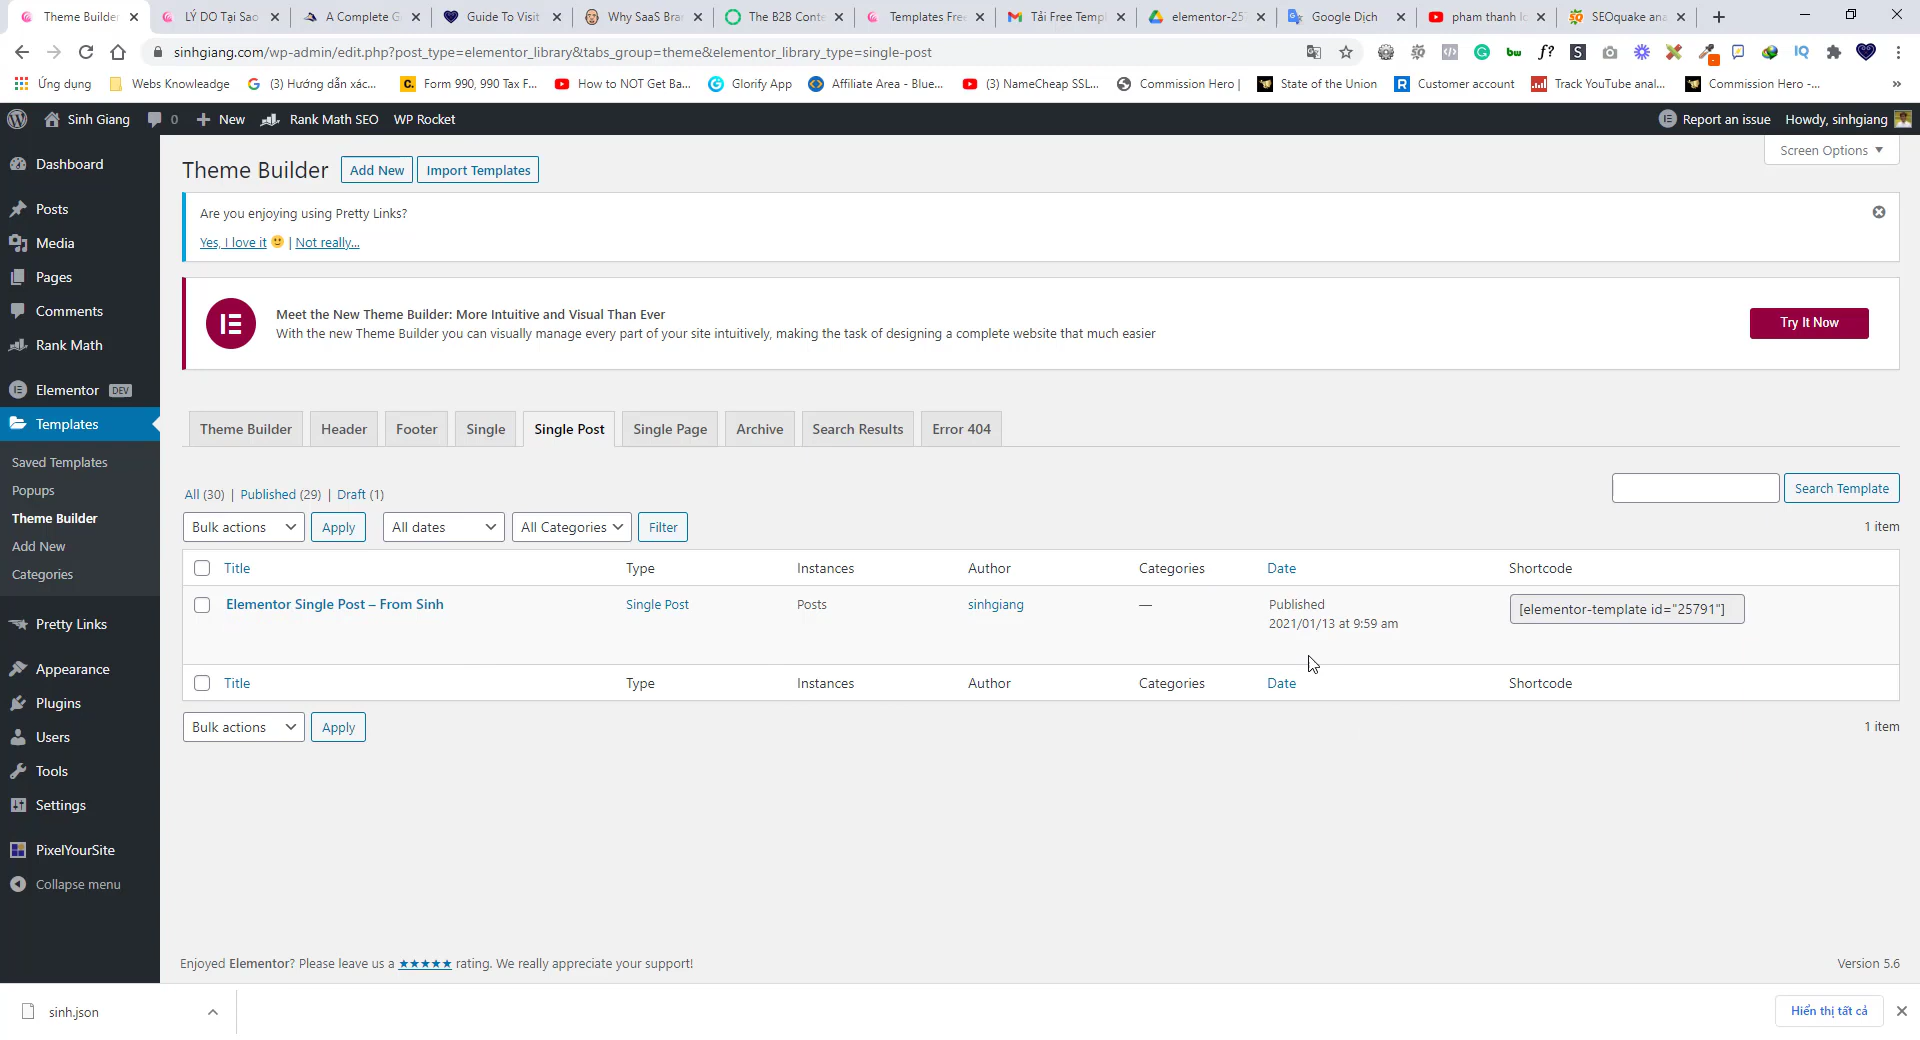 Theme Builder
LÝ DO Tại Sao
A Complete G
Guide To Visit
Why SaaS Bra
The B2B Conte
Templates Free
Tải Free Templ
elementor-257
Google Dịch
pham thanh lo
SEOquake ana
sinhgiang.com/wp-admin/edit.php?post_type=elementor_library&tabs_group=theme&elementor_library_type=single-post
Ứng dụng
Webs Knowleadge
(3) Hướng dẫn xác...
Form 990, 990 Tax F...
How to NOT Get Ba...
Glorify App
Affiliate Area - Blue...
(3) NameCheap SSL...
Commission Hero |
State of the Union
Customer account
Track YouTube anal...
Commission Hero -...
Sinh Giang
0
New
Rank Math SEO
WP Rocket
Report an issue
Howdy, sinhgiang
Dashboard
Posts
Media
Pages
Comments
Rank Math
Elementor DEV
Templates
Saved Templates
Popups
Theme Builder
Add New
Categories
Pretty Links
Appearance
Plugins
Users
Tools
Settings
PixelYourSite
Collapse menu
Screen Options
Theme Builder
Add New
Import Templates
Are you enjoying using Pretty Links?
Yes, I love it 🙂 | Not really...
Meet the New Theme Builder: More Intuitive and Visual Than Ever
With the new Theme Builder you can visually manage every part of your site intuitively, making the task of designing a complete website that much easier
Try It Now
Theme Builder
Header
Footer
Single
Single Post
Single Page
Archive
Search Results
Error 404
All (30) | Published (29) | Draft (1)
Search Template
Bulk actions
Apply
All dates
All Categories
Filter
1 item
Title
Type
Instances
Author
Categories
Date
Shortcode
Elementor Single Post – From Sinh
Single Post
Posts
sinhgiang
—
Published
2021/01/13 at 9:59 am
[elementor-template id="25791"]
Title
Type
Instances
Author
Categories
Date
Shortcode
Bulk actions
Apply
1 item
Enjoyed Elementor? Please leave us a ★★★★★ rating. We really appreciate your support!
Version 5.6
sinh.json
Hiển thị tất cả